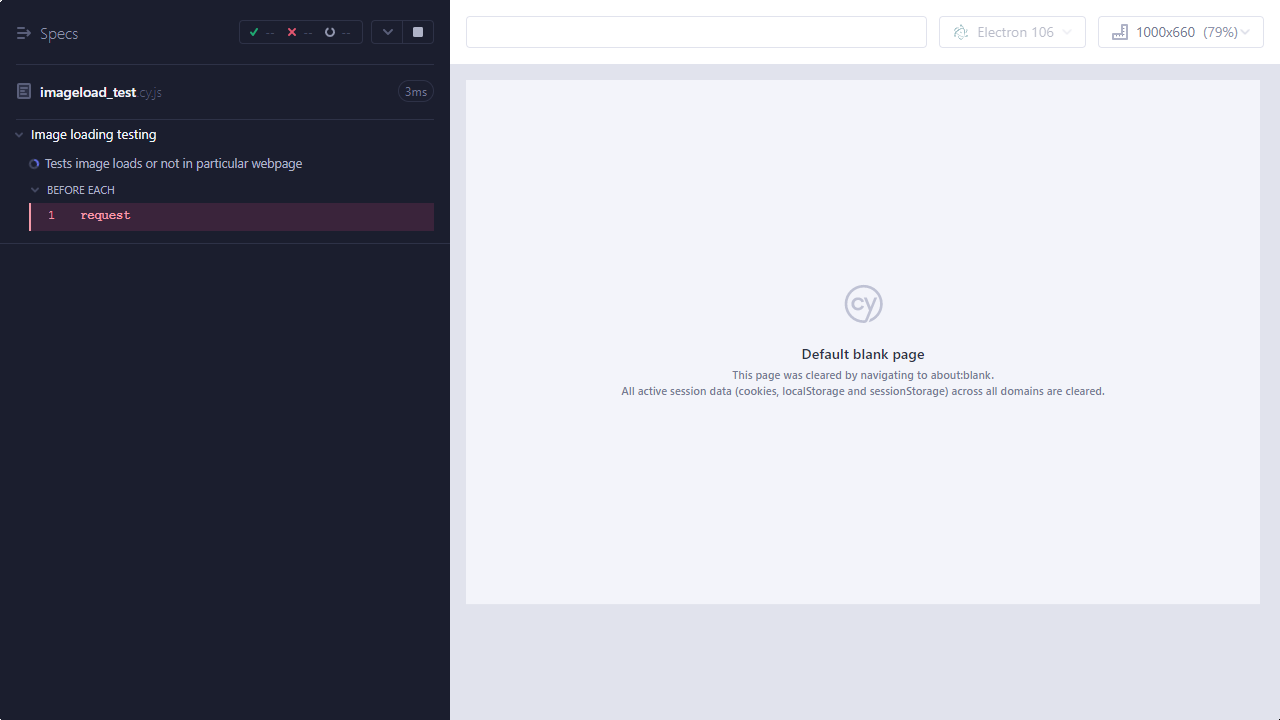 Specs
--
--
--
imageload_test.cy.js
3ms
Image loading testing
Tests image loads or not in particular webpage
BEFORE EACH
1 request
Electron 106
1000x660 (79%)
cy
Default blank page
This page was cleared by navigating to about:blank.
All active session data (cookies, localStorage and sessionStorage) across all domains are cleared.